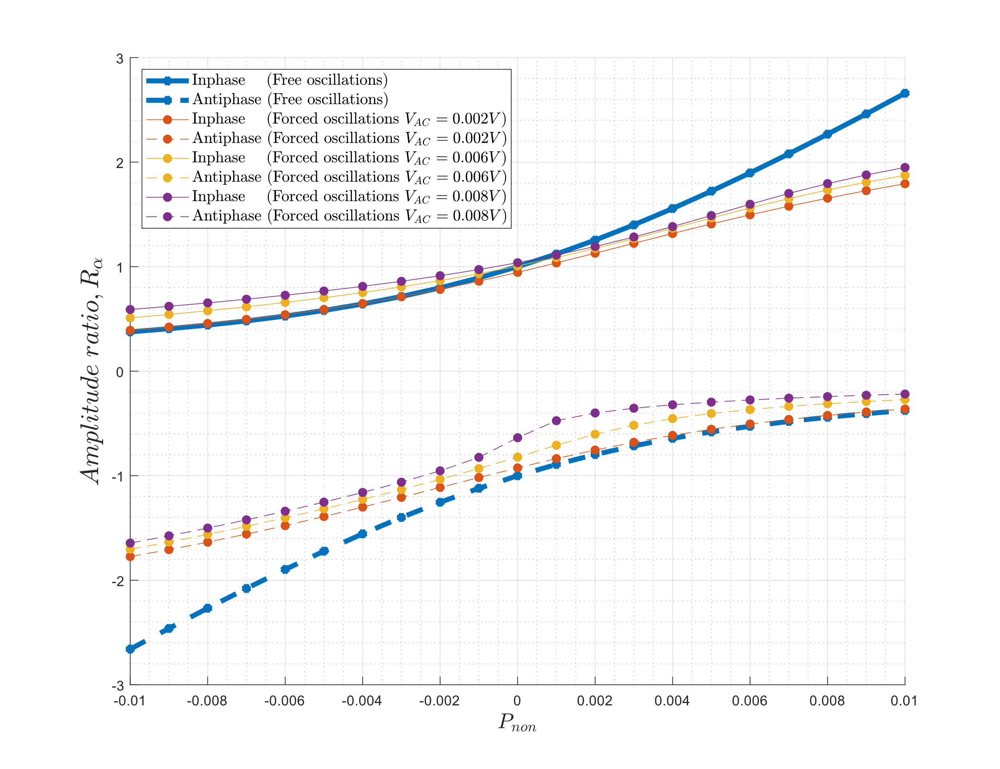 3
2
1
0
-1
-2
-3
Amplitude ratio, R_α
Inphase (Free oscillations)
Antiphase (Free oscillations)
Inphase (Forced oscillations V_AC = 0.002V)
Antiphase (Forced oscillations V_AC = 0.002V)
Inphase (Forced oscillations V_AC = 0.006V)
Antiphase (Forced oscillations V_AC = 0.006V)
Inphase (Forced oscillations V_AC = 0.008V)
Antiphase (Forced oscillations V_AC = 0.008V)
-0.01 -0.008 -0.006 -0.004 -0.002 0 0.002 0.004 0.006 0.008 0.01
P_non